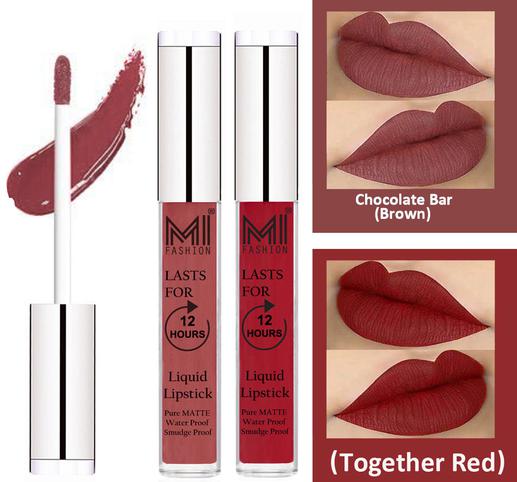 MI®
FASHION
LASTS
FOR
12
HOURS
Liquid
Lipstick
Pure MATTE
Water Proof
Smudge Proof
MI®
FASHION
LASTS
FOR
12
HOURS
Liquid
Lipstick
Pure MATTE
Water Proof
Smudge Proof
Chocolate Bar
(Brown)
(Together Red)